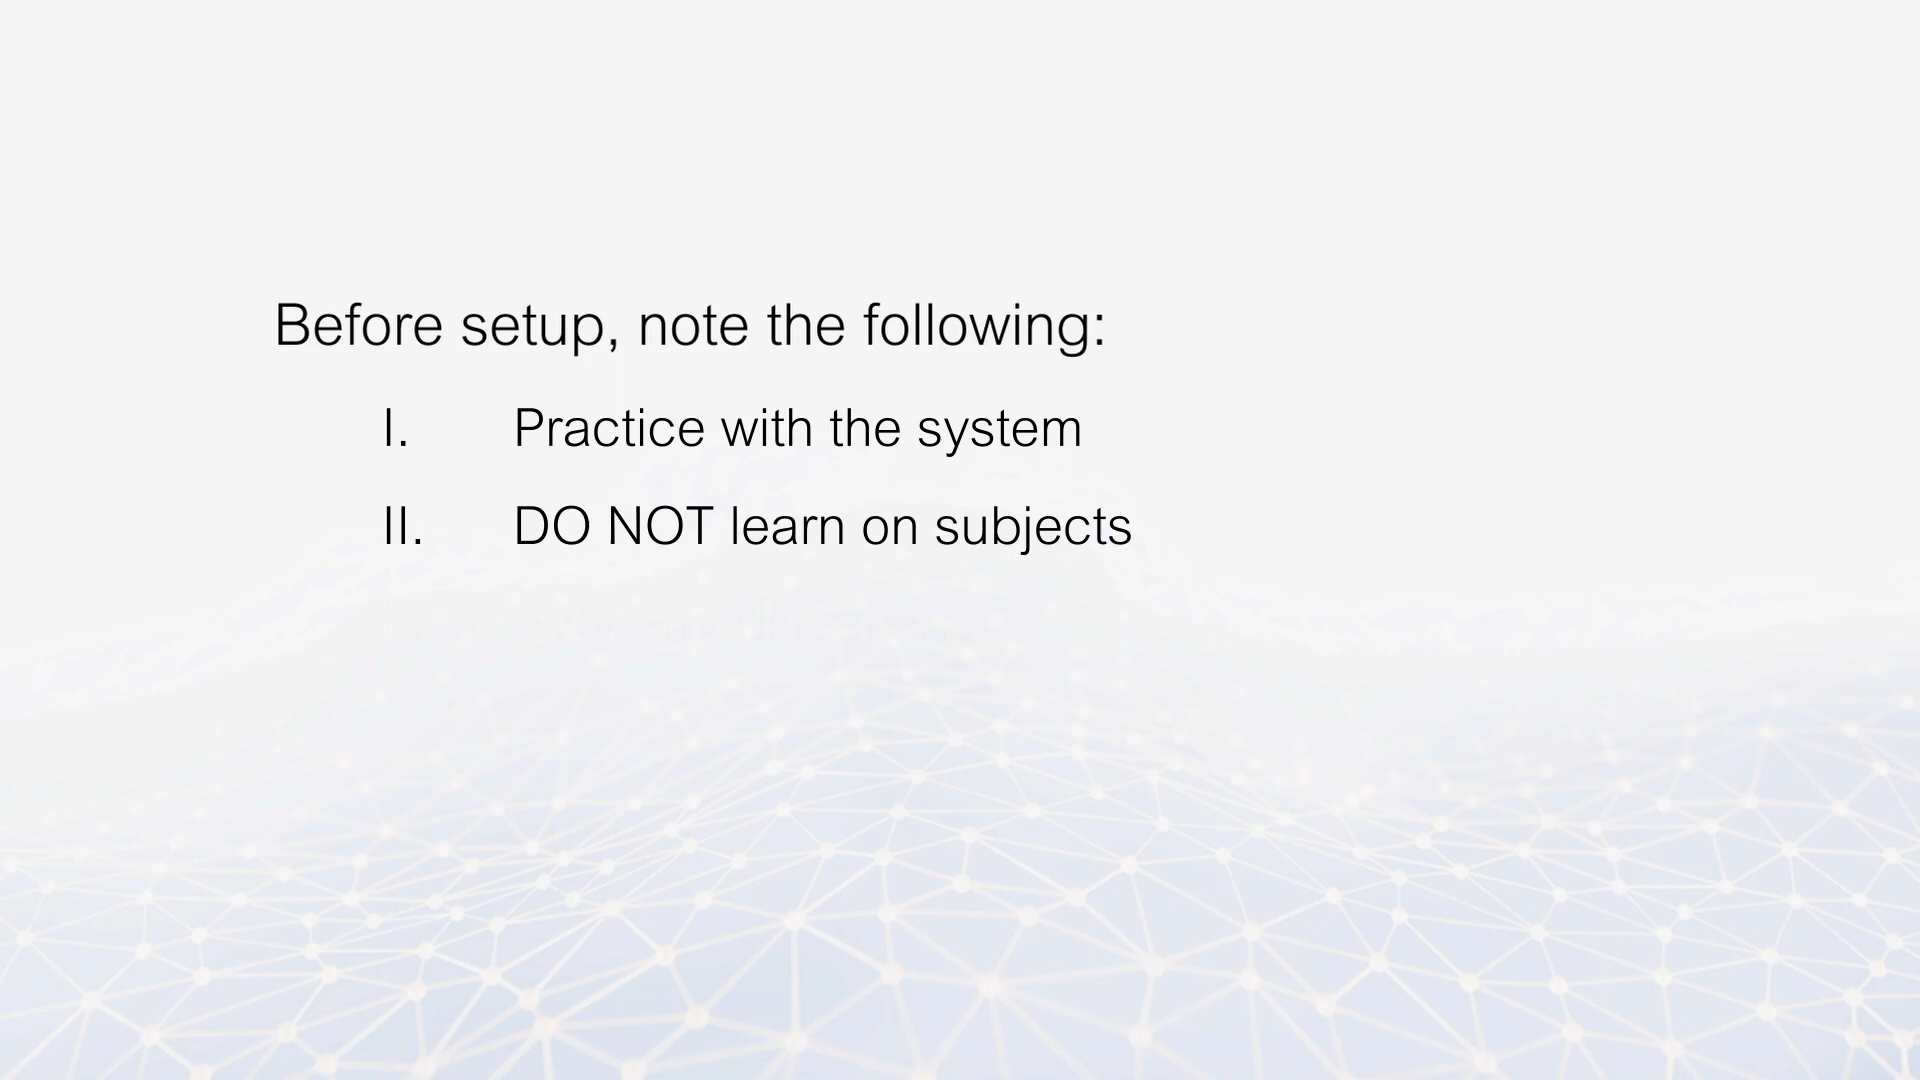 Before setup, note the following:
I. Practice with the system
II. DO NOT learn on subjects